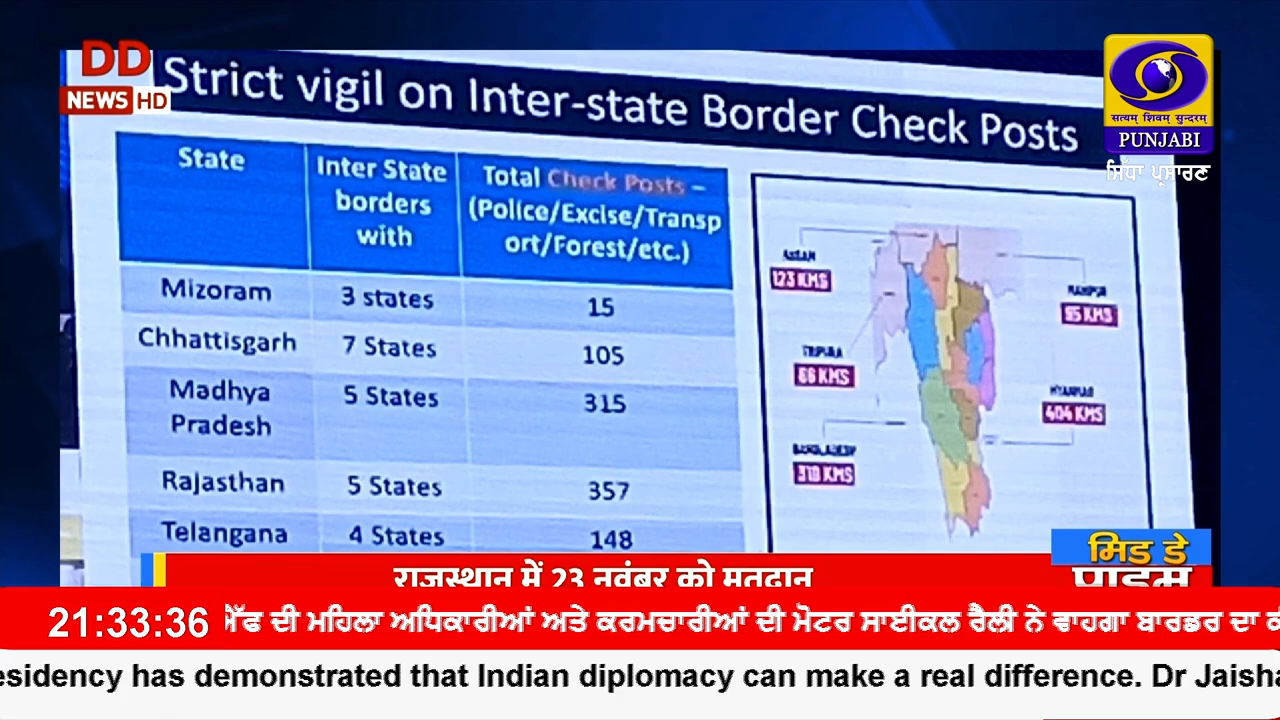 DD
NEWS HD
Strict vigil on Inter-state Border Check Posts
सत्यम् शिवम् सुन्दरम्
PUNJABI
ਸਿੱਧਾ ਪ੍ਰਸਾਰਣ
State
Inter State borders with
Total Check Posts – (Police/Excise/Transport/Forest/etc.)
Mizoram 3 states 15
Chhattisgarh 7 States 105
Madhya Pradesh 5 States 315
Rajasthan 5 States 357
Telangana 4 States 148
ASSAM
123 KMS
MANIPUR
95 KMS
TRIPURA
66 KMS
MYANMAR
404 KMS
BANGLADESH
318 KMS
राजस्थान में 23 नवंबर को मतदान
ਮਿਡ ਡੇ
प्राइम
21:33:36
ਦੀ ਮਹਿਲਾ ਅਧਿਕਾਰੀਆਂ ਅਤੇ ਕਰਮਚਾਰੀਆਂ ਦੀ ਮੋਟਰ ਸਾਈਕਲ ਰੈਲੀ ਨੇ ਵਾਹਗਾ ਬਾਰਡਰ ਦਾ
esidency has demonstrated that Indian diplomacy can make a real difference. Dr Jaisha